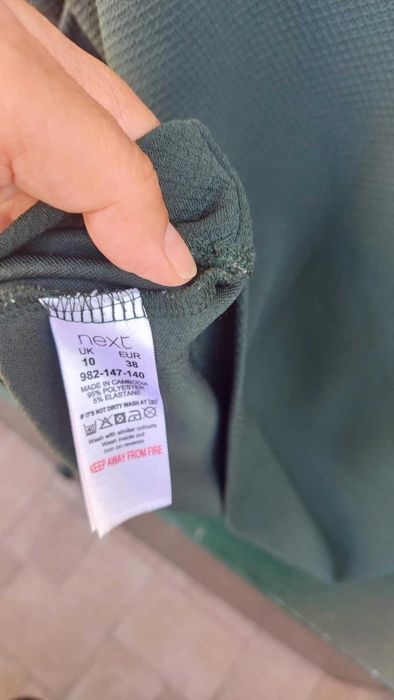 next
UK EUR
10 38
982-147-140
MADE IN CAMBODIA
95% POLYESTER
5% ELASTANE
IF IT'S NOT DIRTY WASH AT
Wash with similar colours
Wash inside out
Iron on reverse
KEEP AWAY FROM FIRE